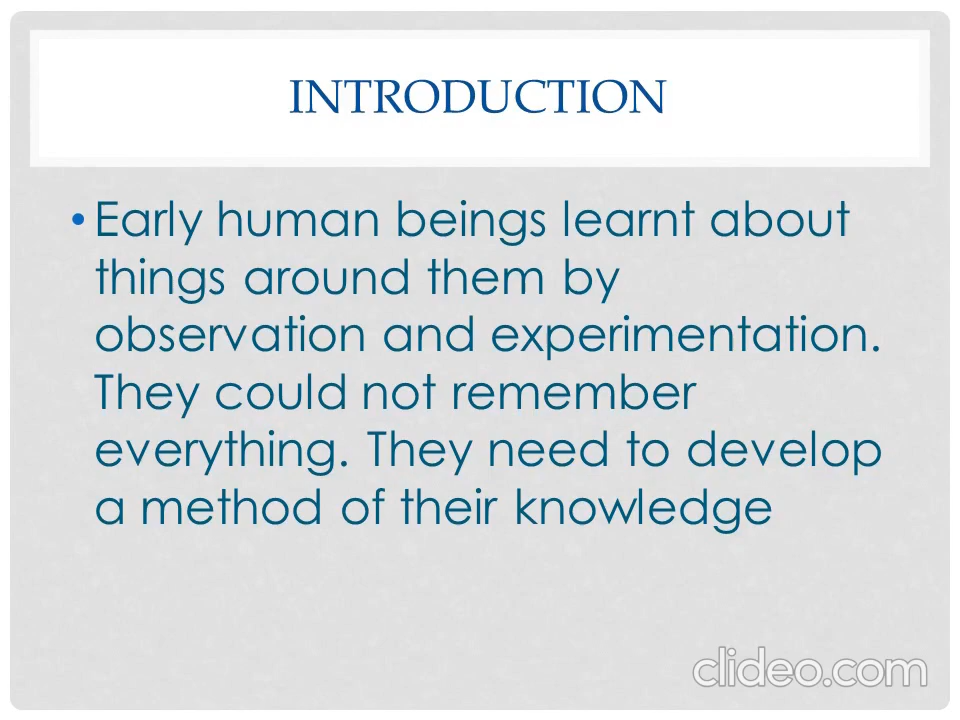 INTRODUCTION
• Early human beings learnt about
things around them by
observation and experimentation.
They could not remember
everything. They need to develop
a method of their knowledge
clideo.com